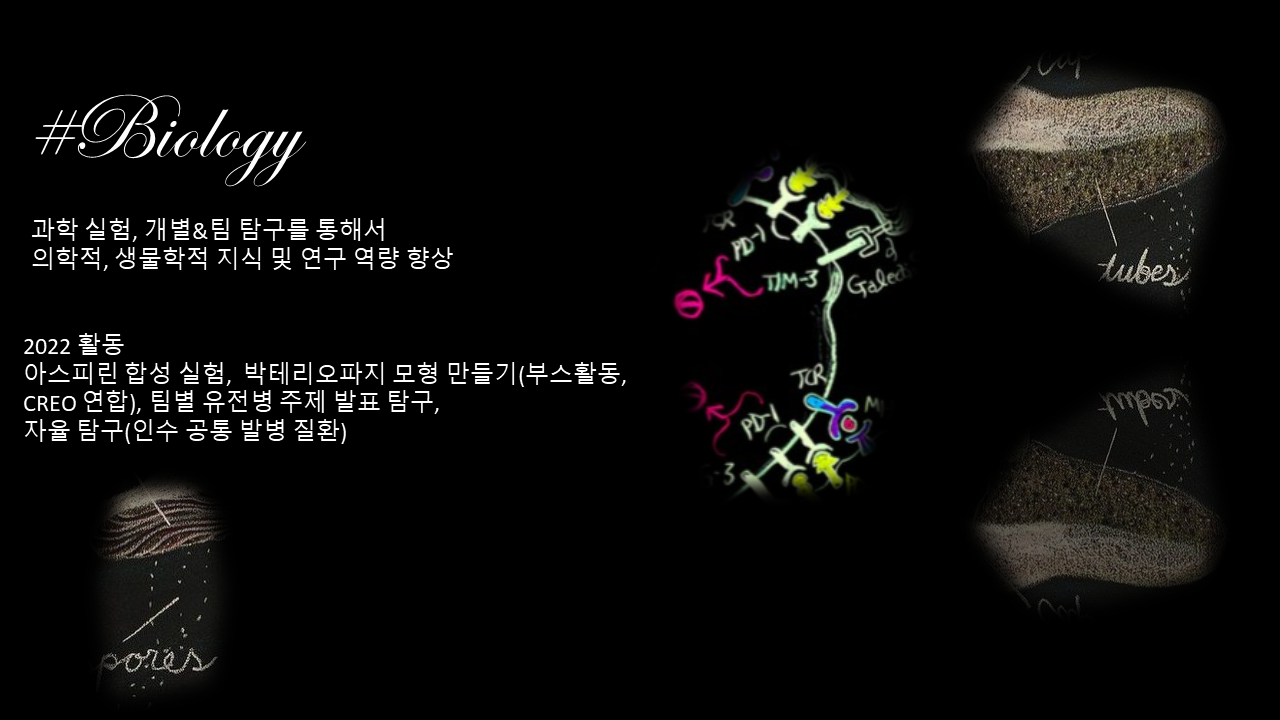 #Biology
과학 실험, 개별&팀 탐구를 통해서
의학적, 생물학적 지식 및 연구 역량 향상
2022 활동
아스피린 합성 실험, 박테리오파지 모형 만들기(부스활동,
CREO 연합), 팀별 유전병 주제 발표 탐구,
자율 탐구(인수 공통 발병 질환)
PD-1
TIM-3
TCR
PD-1
tubes
pores